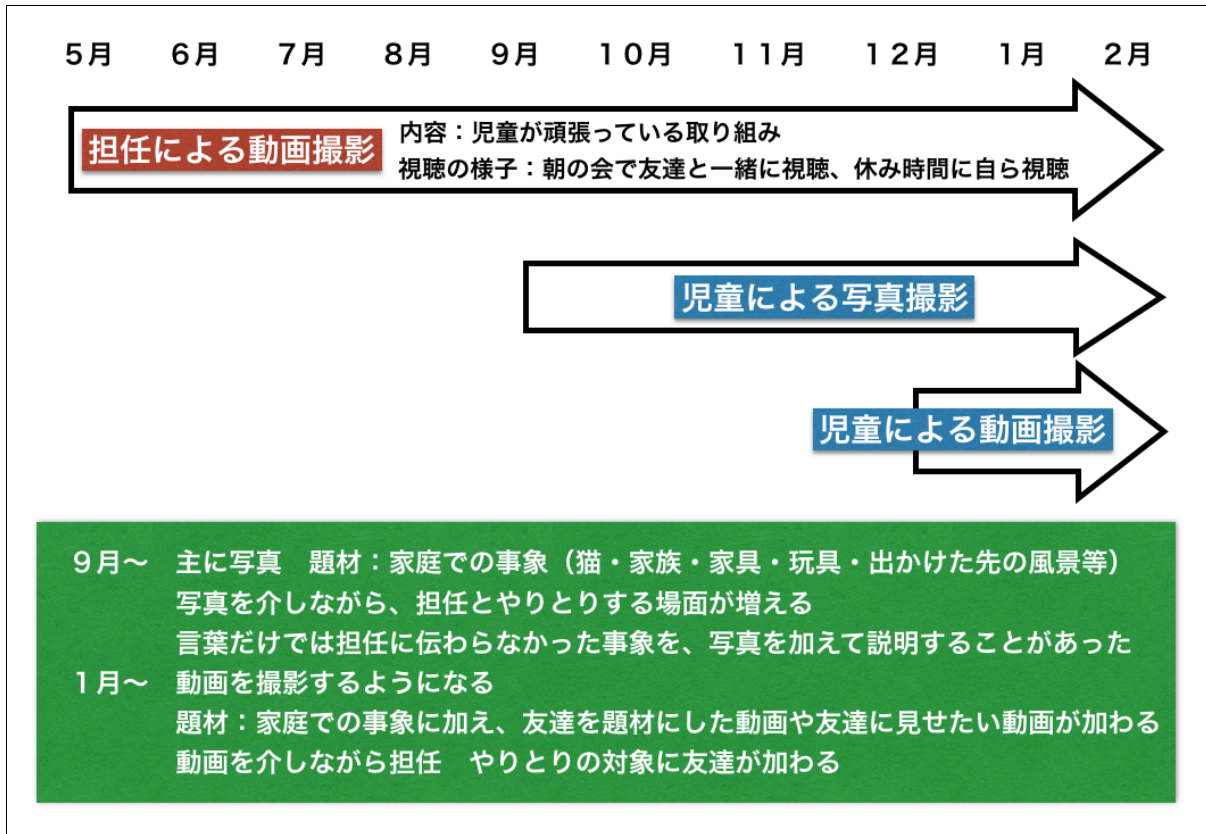 ５月　６月　７月　８月　９月　１０月　１１月　１２月　１月　２月
担任による動画撮影
内容：児童が頑張っている取り組み
視聴の様子：朝の会で友達と一緒に視聴、休み時間に自ら視聴
児童による写真撮影
児童による動画撮影
９月〜　主に写真　題材：家庭での事象（猫・家族・家具・玩具・出かけた先の風景等）
写真を介しながら、担任とやりとりする場面が増える
言葉だけでは担任に伝わらなかった事象を、写真を加えて説明することがあった
１月〜　動画を撮影するようになる
題材：家庭での事象に加え、友達を題材にした動画や友達に見せたい動画が加わる
動画を介しながら担任　やりとりの対象に友達が加わる